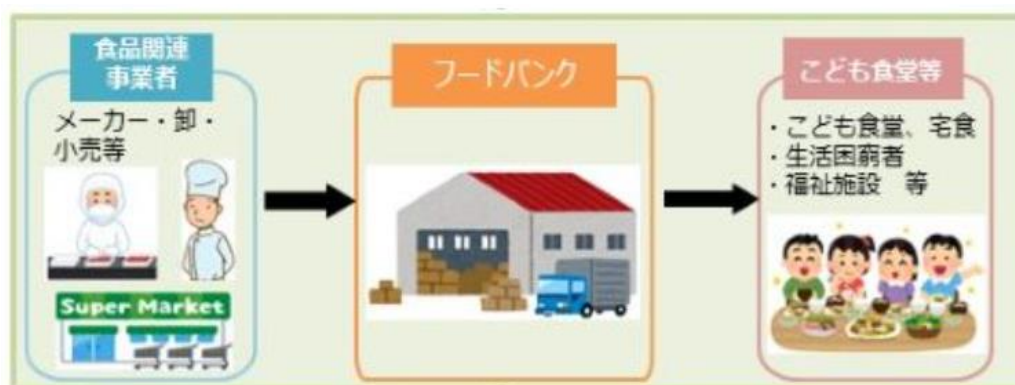 食品関連
事業者
メーカー・卸・
小売等
Super Market
フードバンク
こども食堂等
・こども食堂、宅食
・生活困窮者
・福祉施設 等